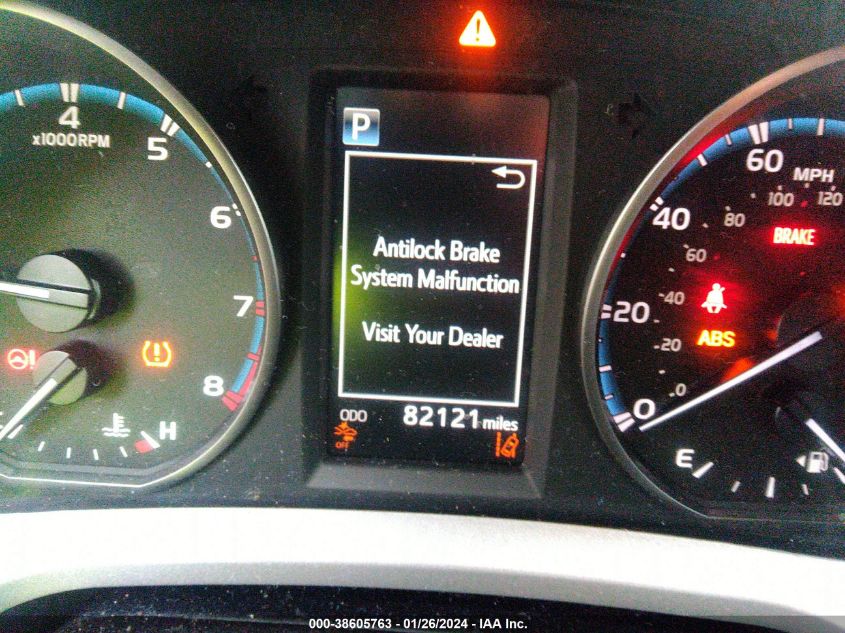 4
x1000RPM
5
6
7
8
H
P
Antilock Brake
System Malfunction
Visit Your Dealer
ODO 82121 miles
OFF
60
MPH
100 120
40
80
BRAKE
60
20
40
ABS
20
0
0
E
000-38605763 - 01/26/2024 - IAA Inc.